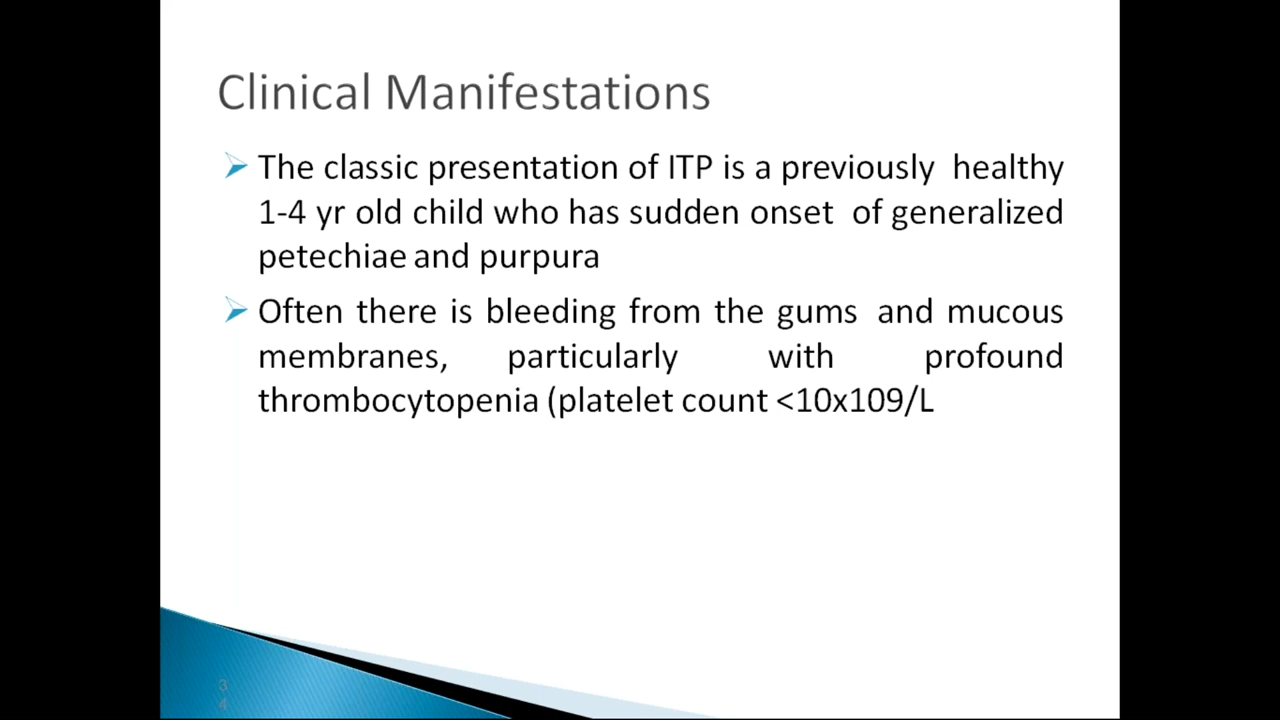 Clinical Manifestations
The classic presentation of ITP is a previously healthy
1-4 yr old child who has sudden onset of generalized
petechiae and purpura
Often there is bleeding from the gums and mucous
membranes, particularly with profound
thrombocytopenia (platelet count <10x109/L
3
4